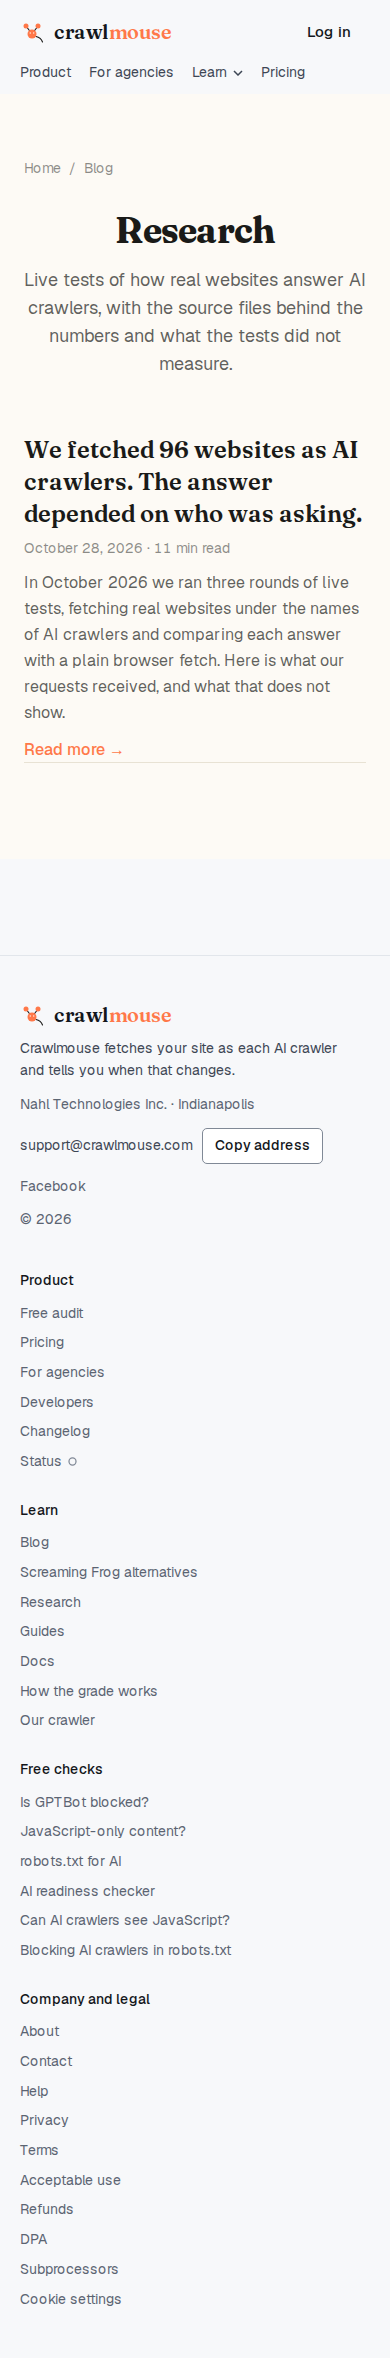 crawlmouse
Log in
Product
For agencies
Learn
Pricing
Home / Blog
Research
Live tests of how real websites answer AI
crawlers, with the source files behind the
numbers and what the tests did not
measure.
We fetched 96 websites as AI
crawlers. The answer
depended on who was asking.
October 28, 2026 · 11 min read
In October 2026 we ran three rounds of live
tests, fetching real websites under the names
of AI crawlers and comparing each answer
with a plain browser fetch. Here is what our
requests received, and what that does not
show.
Read more →
crawlmouse
Crawlmouse fetches your site as each AI crawler
and tells you when that changes.
Nahl Technologies Inc. · Indianapolis
support@crawlmouse.com
Copy address
Facebook
© 2026
Product
Free audit
Pricing
For agencies
Developers
Changelog
Status
Learn
Blog
Screaming Frog alternatives
Research
Guides
Docs
How the grade works
Our crawler
Free checks
Is GPTBot blocked?
JavaScript-only content?
robots.txt for AI
AI readiness checker
Can AI crawlers see JavaScript?
Blocking AI crawlers in robots.txt
Company and legal
About
Contact
Help
Privacy
Terms
Acceptable use
Refunds
DPA
Subprocessors
Cookie settings